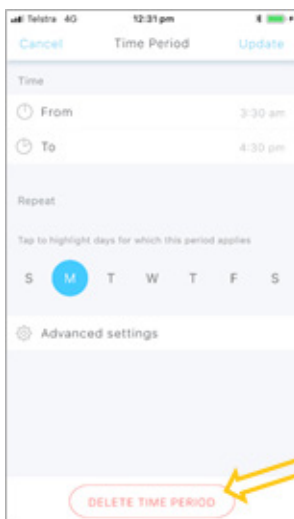 Telstra 4G 12:31 pm
Cancel Time Period Update
Time
From 3:30 am
To 4:30 pm
Repeat
Tap to highlight days for which this period applies
S M T W T F S
Advanced settings
DELETE TIME PERIOD